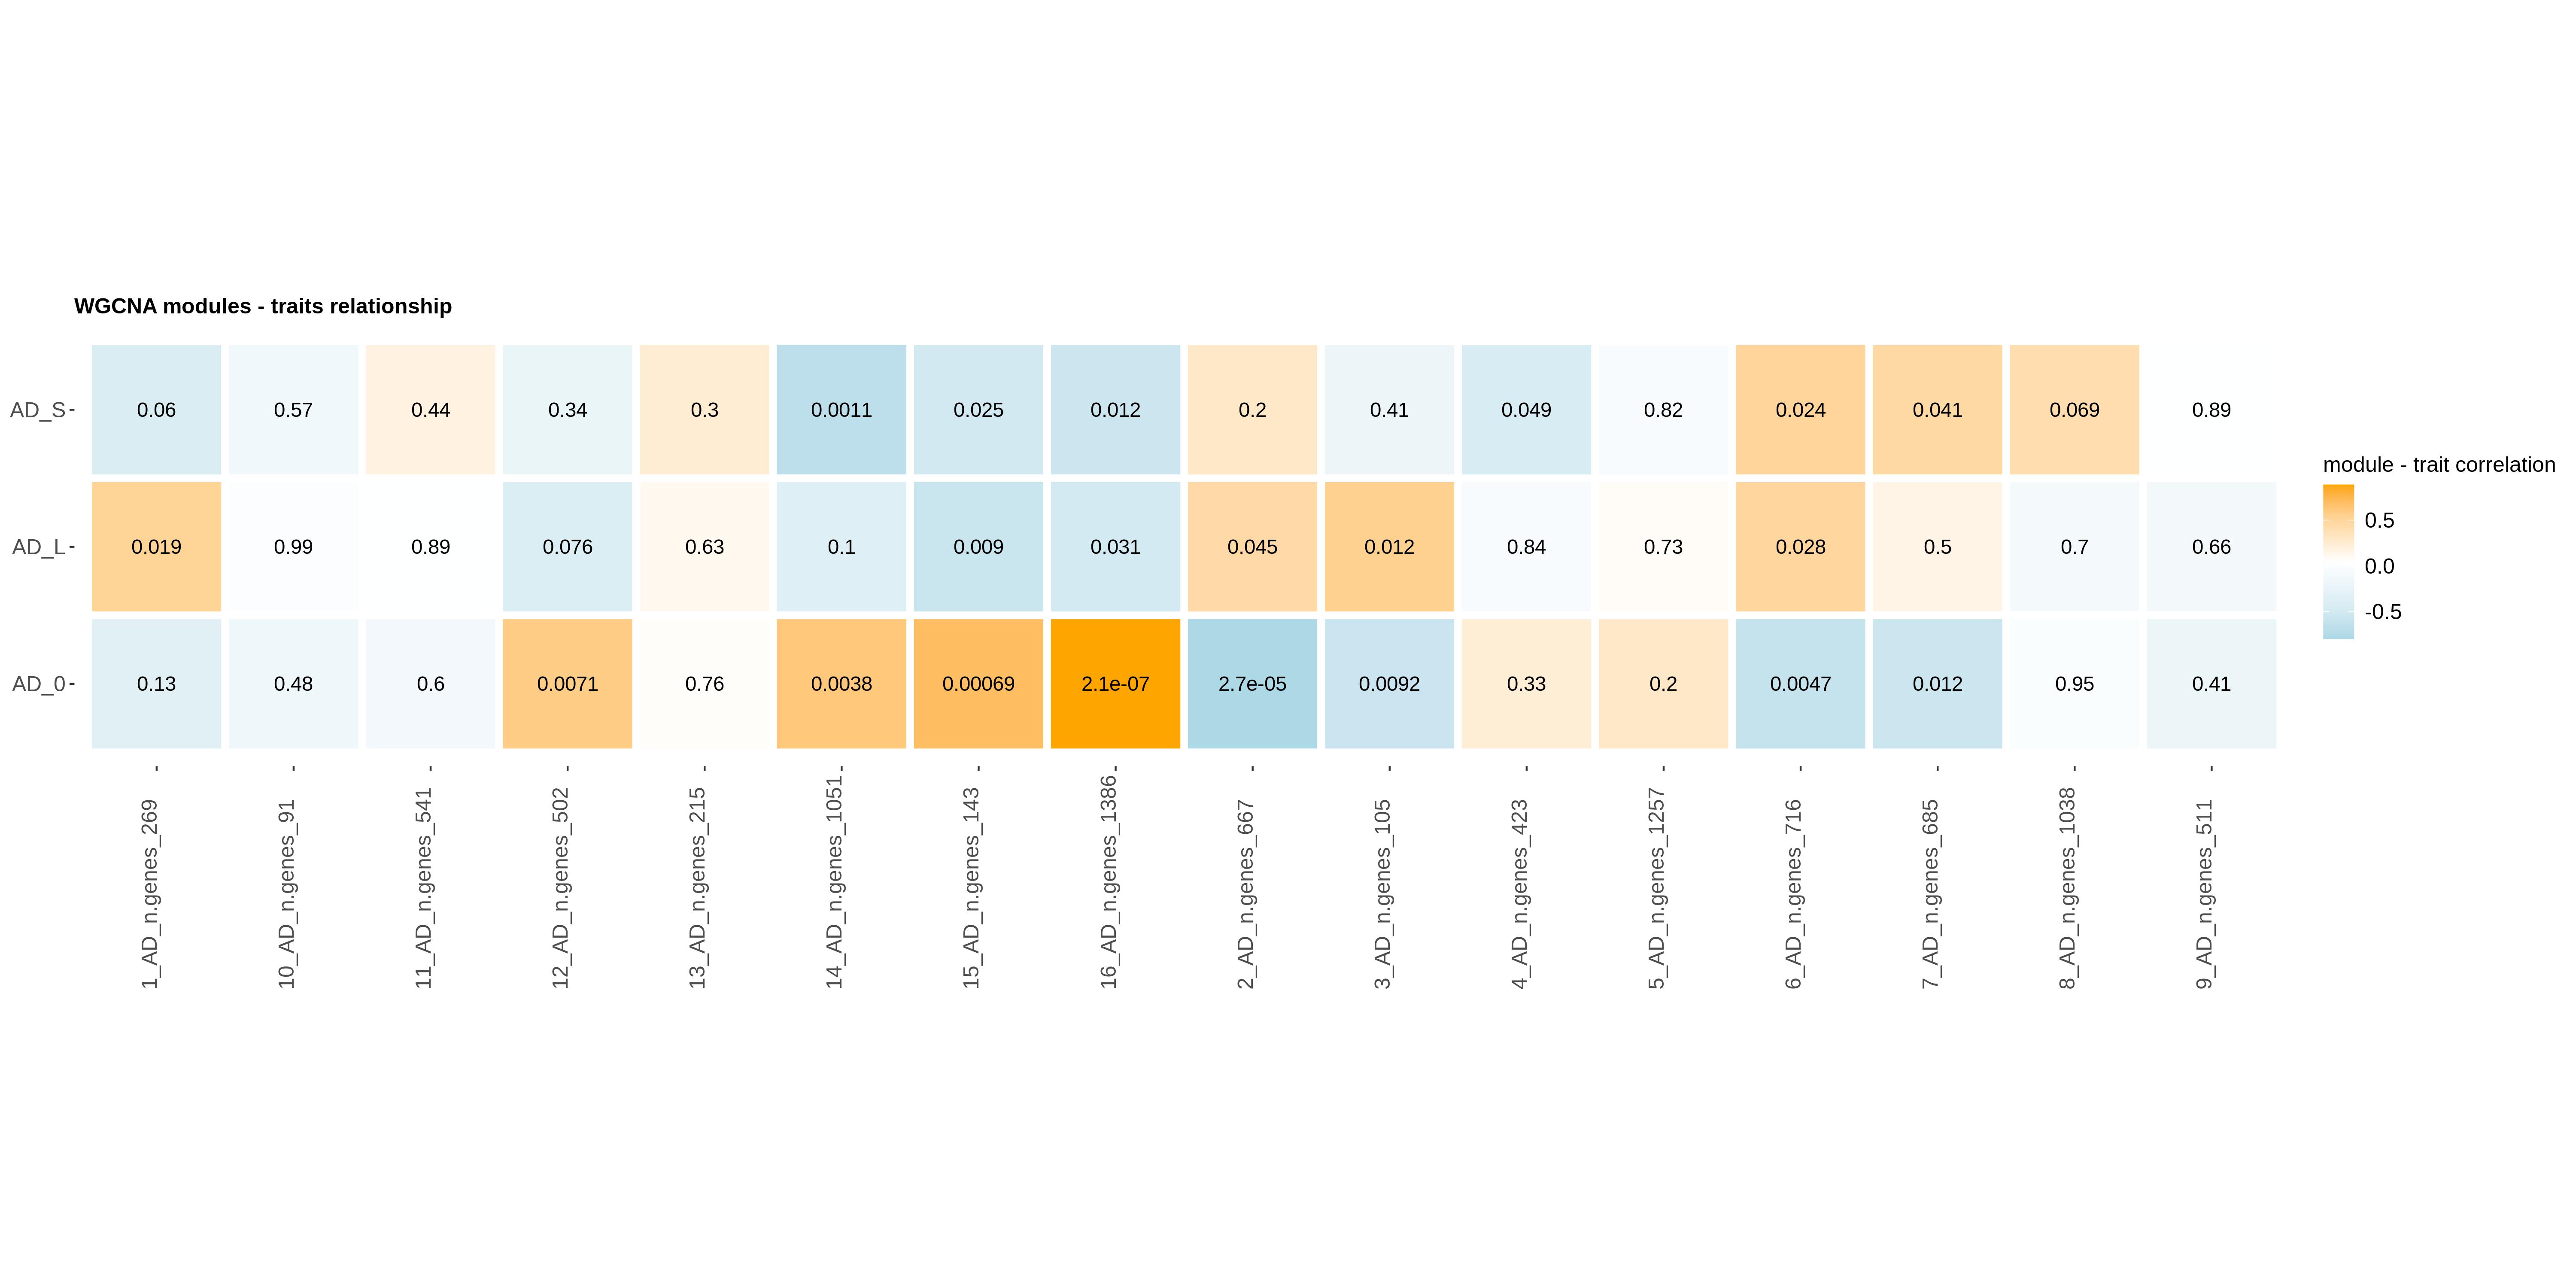 WGCNA modules - traits relationship
AD_S 0.06 0.57 0.44 0.34 0.3 0.0011 0.025 0.012 0.2 0.41 0.049 0.82 0.024 0.041 0.069 0.89
AD_L 0.019 0.99 0.89 0.076 0.63 0.1 0.009 0.031 0.045 0.012 0.84 0.73 0.028 0.5 0.7 0.66
AD_0 0.13 0.48 0.6 0.0071 0.76 0.0038 0.00069 2.1e-07 2.7e-05 0.0092 0.33 0.2 0.0047 0.012 0.95 0.41
1_AD_n.genes_269
10_AD_n.genes_91
11_AD_n.genes_541
12_AD_n.genes_502
13_AD_n.genes_215
14_AD_n.genes_1051
15_AD_n.genes_143
16_AD_n.genes_1386
2_AD_n.genes_667
3_AD_n.genes_105
4_AD_n.genes_423
5_AD_n.genes_1257
6_AD_n.genes_716
7_AD_n.genes_685
8_AD_n.genes_1038
9_AD_n.genes_511
module - trait correlation
0.5
0.0
-0.5